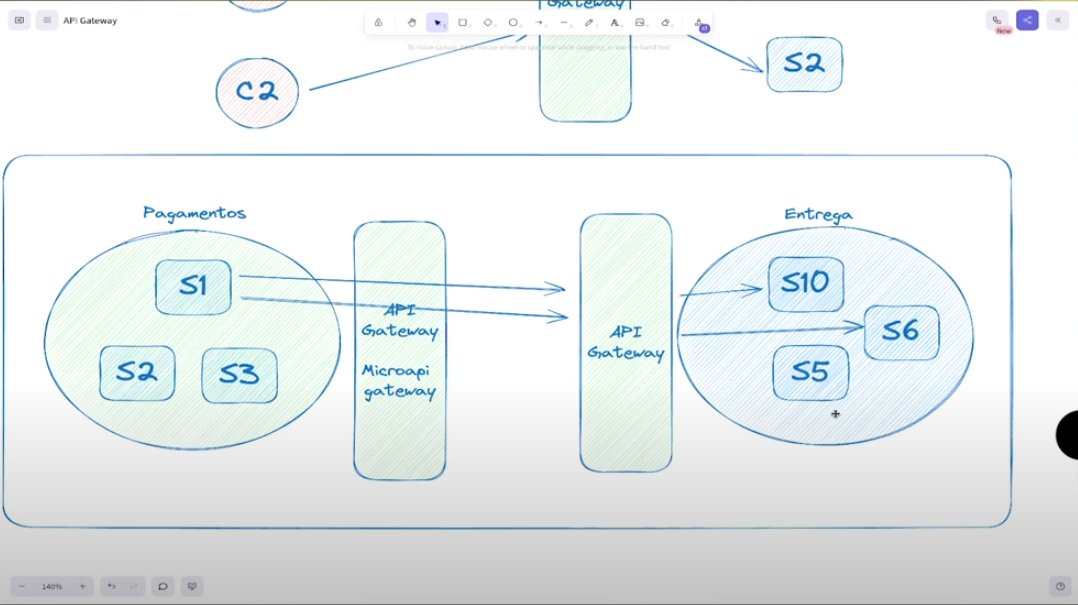 API Gateway
Gateway
New
To move canvas, hold mouse wheel or spacebar while dragging, or use the hand tool
C2
S2
Pagamentos
Entrega
S1
S10
API
Gateway
Microapi
gateway
API
Gateway
S6
S2
S3
S5
140%